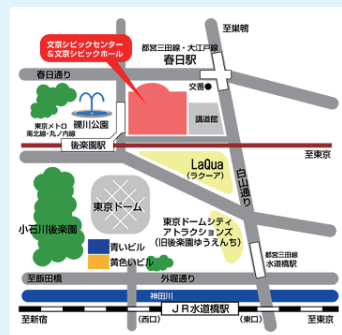 至巣鴨
文京シビックセンター
&文京シビックホール
都営三田線・大江戸線
春日駅
春日通り
交番●
講道館
礫川公園
東京メトロ
南北線・丸ノ内線
後楽園駅
至東京
LaQua
(ラクーア)
白山通り
東京ドーム
小石川後楽園
東京ドームシティ
アトラクションズ
(旧後楽園ゆうえんち)
青いビル
黄色いビル
都営三田線
水道橋駅
至飯田橋
外堀通り
神田川
JR水道橋駅
至新宿
(西口)
(東口)
至東京